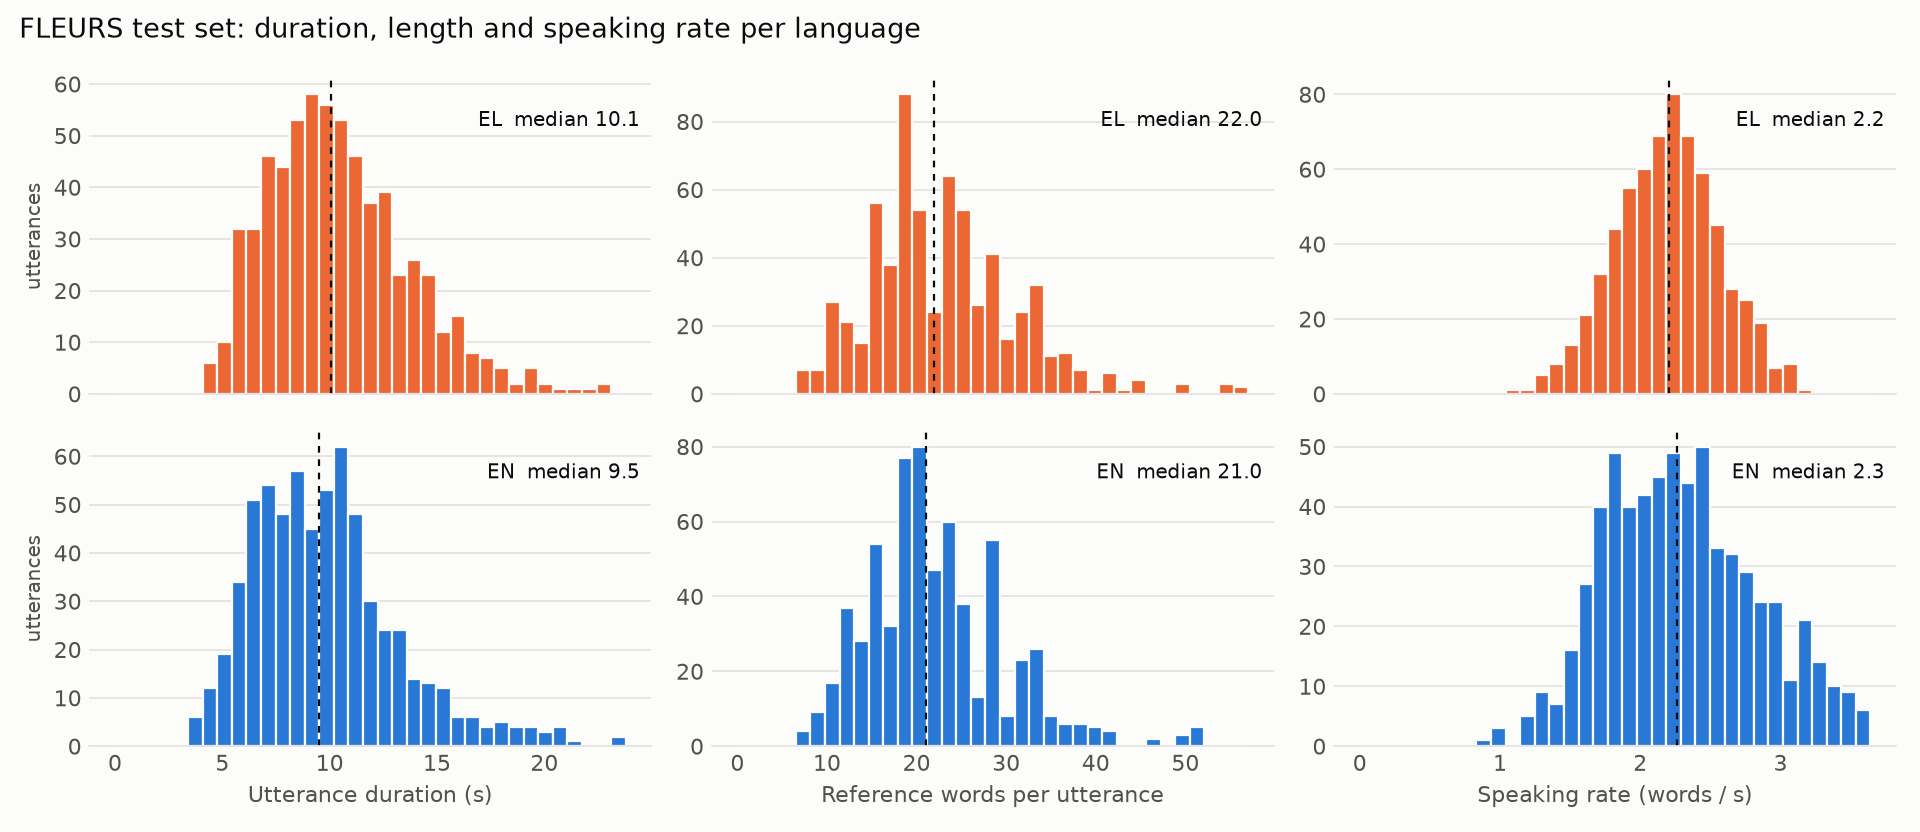 FLEURS test set: duration, length and speaking rate per language
60
50
40
30
20
10
0
utterances
EL median 10.1
80
60
40
20
0
EL median 22.0
80
60
40
20
0
EL median 2.2
60
50
40
30
20
10
0
utterances
EN median 9.5
0 5 10 15 20
Utterance duration (s)
80
60
40
20
0
EN median 21.0
0 10 20 30 40 50
Reference words per utterance
50
40
30
20
10
0
EN median 2.3
0 1 2 3
Speaking rate (words / s)